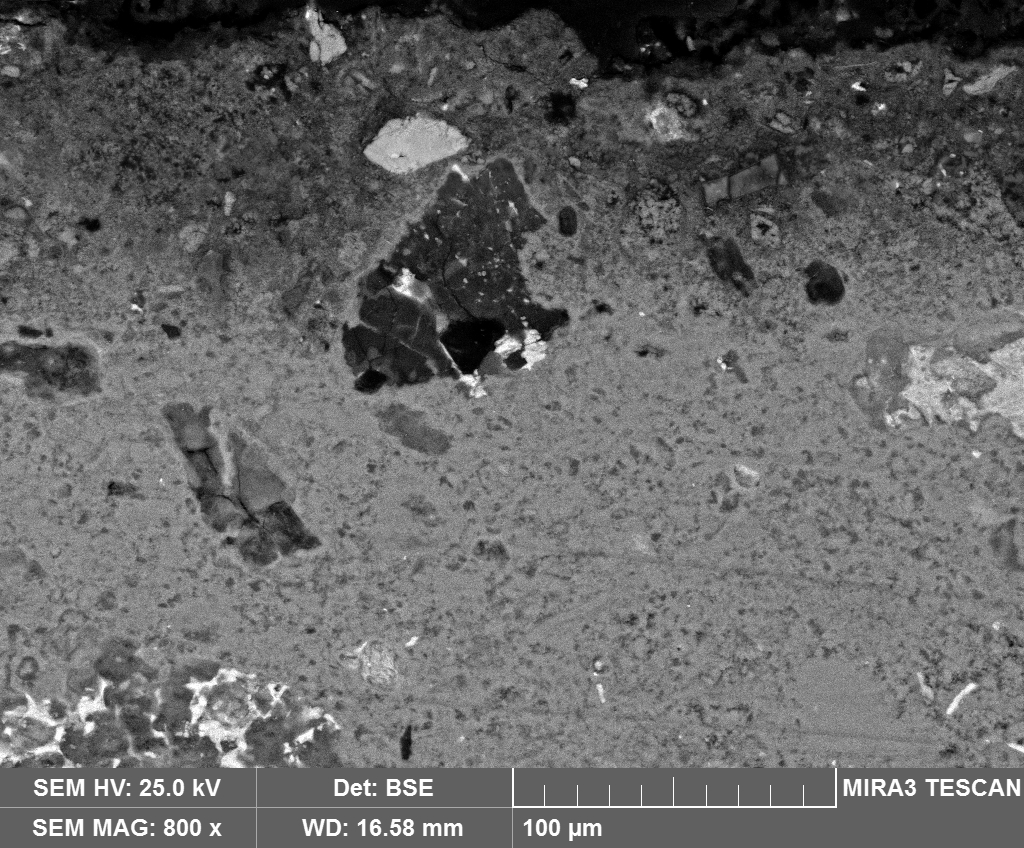 SEM HV: 25.0 kV
Det: BSE
MIRA3 TESCAN
SEM MAG: 800 x
WD: 16.58 mm
100 µm